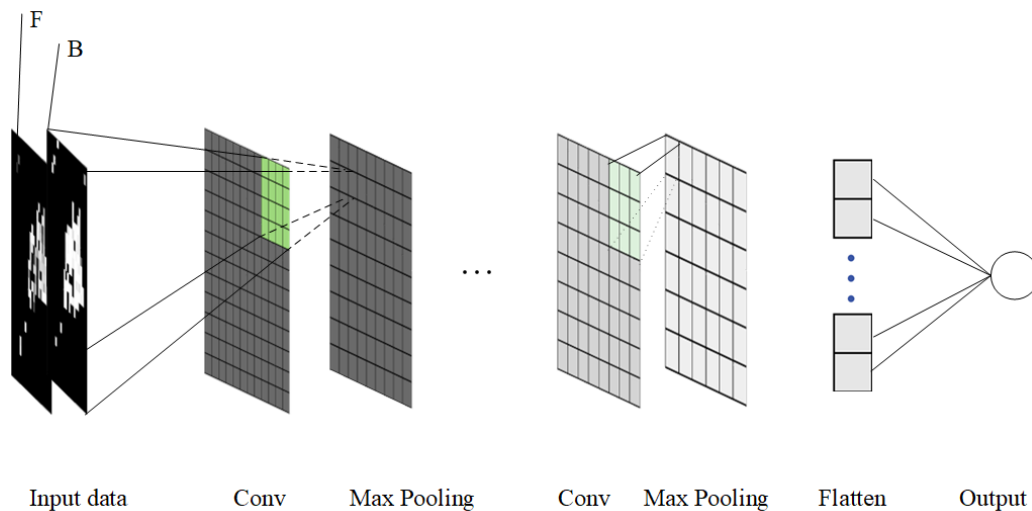 F
B
...
Input data
Conv
Max Pooling
Conv
Max Pooling
Flatten
Output